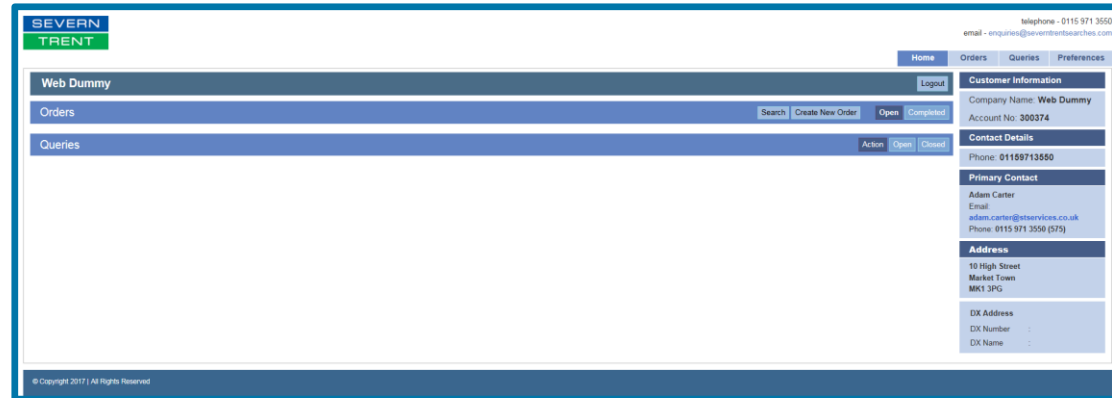 SEVERN
TRENT
telephone - 0115 971 3550
email - enquiries@severntrentsearches.com
Home Orders Queries Preferences
Web Dummy Logout
Orders Search Create New Order Open Completed
Queries Action Open Closed
Customer Information
Company Name: Web Dummy
Account No: 300374
Contact Details
Phone: 01159713550
Primary Contact
Adam Carter
Email:
adam.carter@stservices.co.uk
Phone: 0115 971 3550 (575)
Address
10 High Street
Market Town
MK1 3PG
DX Address
DX Number :
DX Name :
© Copyright 2017 | All Rights Reserved